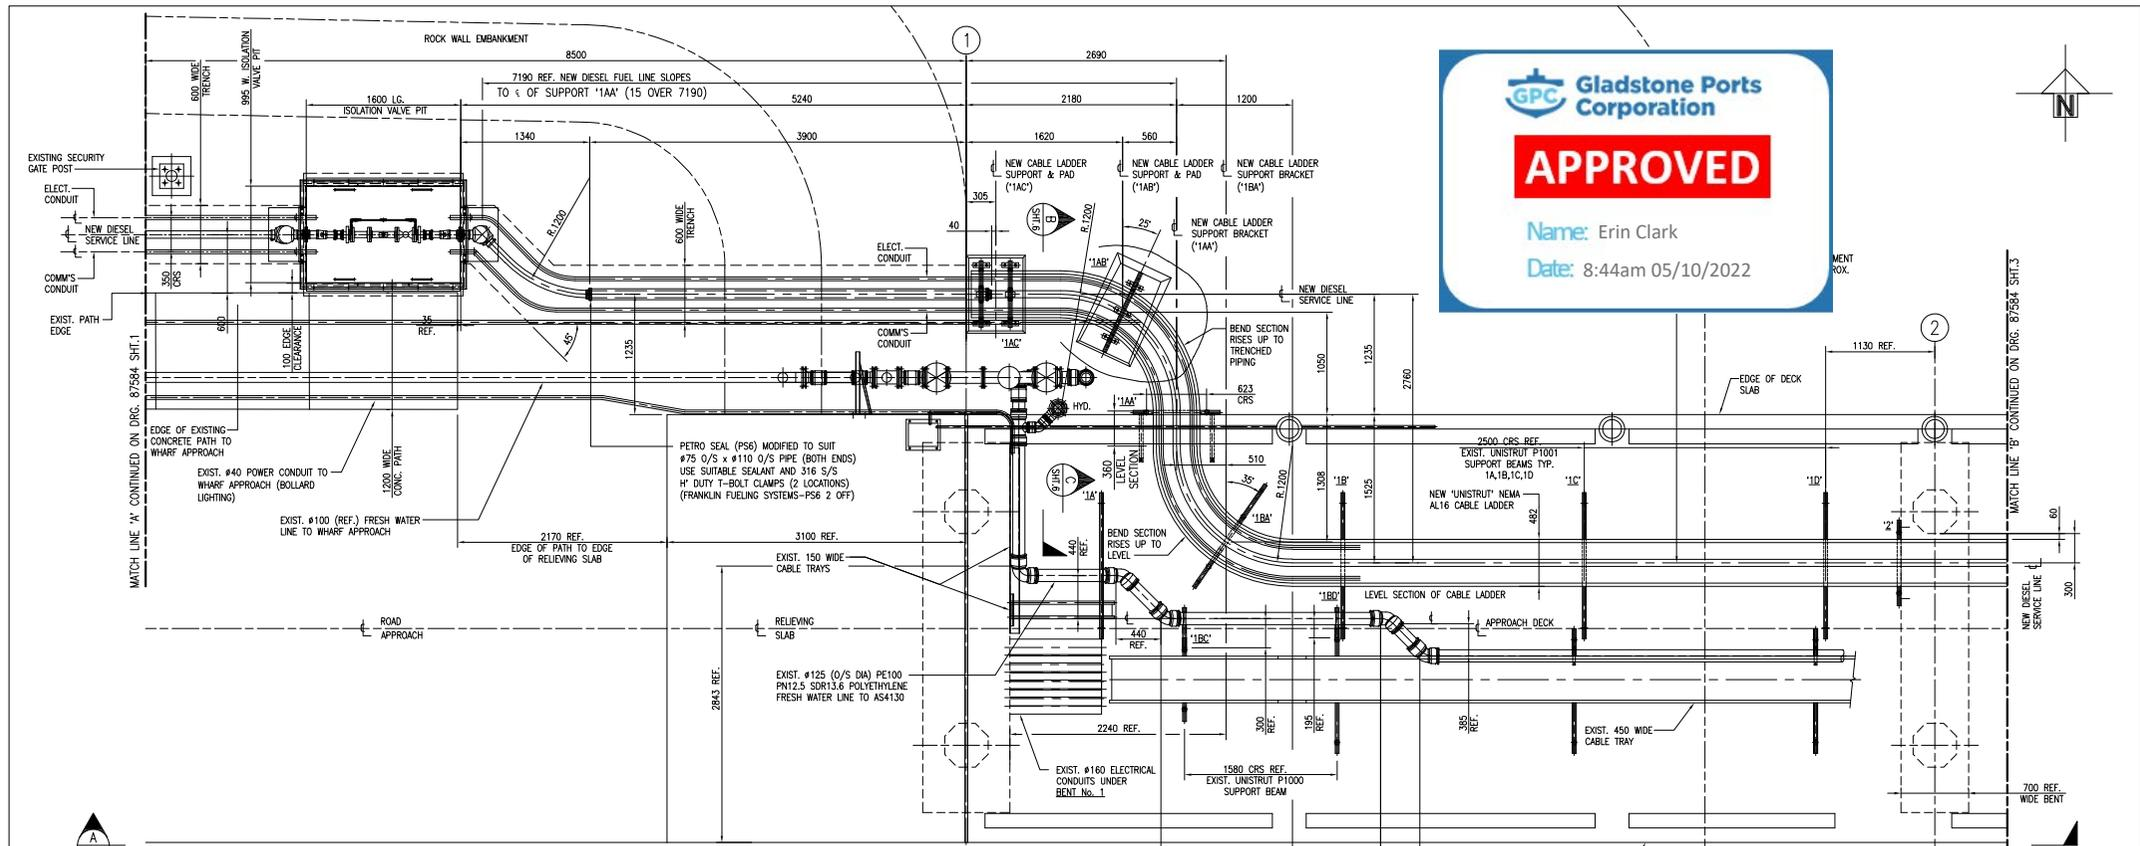 ROCK WALL EMBANKMENT
8500
2690
7190 REF. NEW DIESEL FUEL LINE SLOPES
TO ℄ OF SUPPORT '1AA' (15 OVER 7190)
600 WIDE
TRENCH
995 W. ISOLATION
VALVE PIT
1600 LG.
ISOLATION VALVE PIT
5240
2180
1200
1340
3900
1620
560
1
Gladstone Ports
Corporation
GPC
APPROVED
Name: Erin Clark
Date: 8:44am 05/10/2022
N
EXISTING SECURITY
GATE POST
ELECT.
CONDUIT
NEW DIESEL
SERVICE LINE
COMM'S
CONDUIT
EXIST. PATH
EDGE
350
CRS
600
1100 EDGE
CLEARANCE
35
REF.
45°
R.1200
1235
600 WIDE
TRENCH
ELECT.
CONDUIT
COMM'S
CONDUIT
NEW CABLE LADDER
SUPPORT & PAD
('1AC')
NEW CABLE LADDER
SUPPORT & PAD
('1AB')
NEW CABLE LADDER
SUPPORT BRACKET
('1BA')
NEW CABLE LADDER
SUPPORT BRACKET
('1AA')
305
40
B
SHT.6
R.1200
25°
'1AB'
'1AC'
NEW DIESEL
SERVICE LINE
BEND SECTION
RISES UP TO
TRENCHED
PIPING
623
CRS
'1AA'
1050
1235
2760
MENT
ROX.
2
1130 REF.
EDGE OF DECK
SLAB
MATCH LINE 'A' CONTINUED ON DRG. 87584 SHT.1
MATCH LINE 'B' CONTINUED ON DRG. 87584 SHT.3
EDGE OF EXISTING
CONCRETE PATH TO
WHARF APPROACH
EXIST. ø40 POWER CONDUIT TO
WHARF APPROACH (BOLLARD
LIGHTING)
1200 WIDE
CONC. PATH
EXIST. ø100 (REF.) FRESH WATER
LINE TO WHARF APPROACH
PETRO SEAL (PS6) MODIFIED TO SUIT
ø75 O/S x ø110 O/S PIPE (BOTH ENDS)
USE SUITABLE SEALANT AND 316 S/S
H' DUTY T-BOLT CLAMPS (2 LOCATIONS)
(FRANKLIN FUELING SYSTEMS-PS6 2 OFF)
HYD.
C
SHT.6
360
LEVEL
SECTION
510
35°
R.1200
1308
1525
'1A'
'1BA'
'1B'
'1C'
'1D'
'2'
2500 CRS REF.
EXIST. UNISTRUT P1001
SUPPORT BEAMS TYP.
1A,1B,1C,1D
NEW 'UNISTRUT' NEMA
AL16 CABLE LADDER
482
60
300
NEW DIESEL
SERVICE LINE
BEND SECTION
RISES UP TO
LEVEL
2170 REF.
EDGE OF PATH TO EDGE
OF RELIEVING SLAB
3100 REF.
EXIST. 150 WIDE
CABLE TRAYS
440
REF.
'1BD'
LEVEL SECTION OF CABLE LADDER
ROAD
APPROACH
RELIEVING
SLAB
APPROACH DECK
440
REF.
'1BC'
EXIST. ø125 (O/S DIA) PE100
PN12.5 SDR13.6 POLYETHYLENE
FRESH WATER LINE TO AS4130
2843 REF.
2240 REF.
300
REF.
195
REF.
385
REF.
EXIST. 450 WIDE
CABLE TRAY
EXIST. ø160 ELECTRICAL
CONDUITS UNDER
BENT No. 1
1580 CRS REF.
EXIST. UNISTRUT P1000
SUPPORT BEAM
700 REF.
WIDE BENT
A